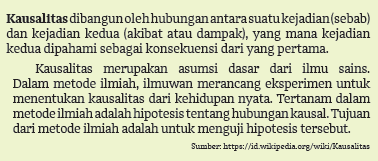 Kausalitas dibangun oleh hubungan antara suatu kejadian (sebab)
dan kejadian kedua (akibat atau dampak), yang mana kejadian
kedua dipahami sebagai konsekuensi dari yang pertama.
Kausalitas merupakan asumsi dasar dari ilmu sains.
Dalam metode ilmiah, ilmuwan merancang eksperimen untuk
menentukan kausalitas dari kehidupan nyata. Tertanam dalam
metode ilmiah adalah hipotesis tentang hubungan kausal. Tujuan
dari metode ilmiah adalah untuk menguji hipotesis tersebut.
Sumber: https://id.wikipedia.org/wiki/Kausalitas